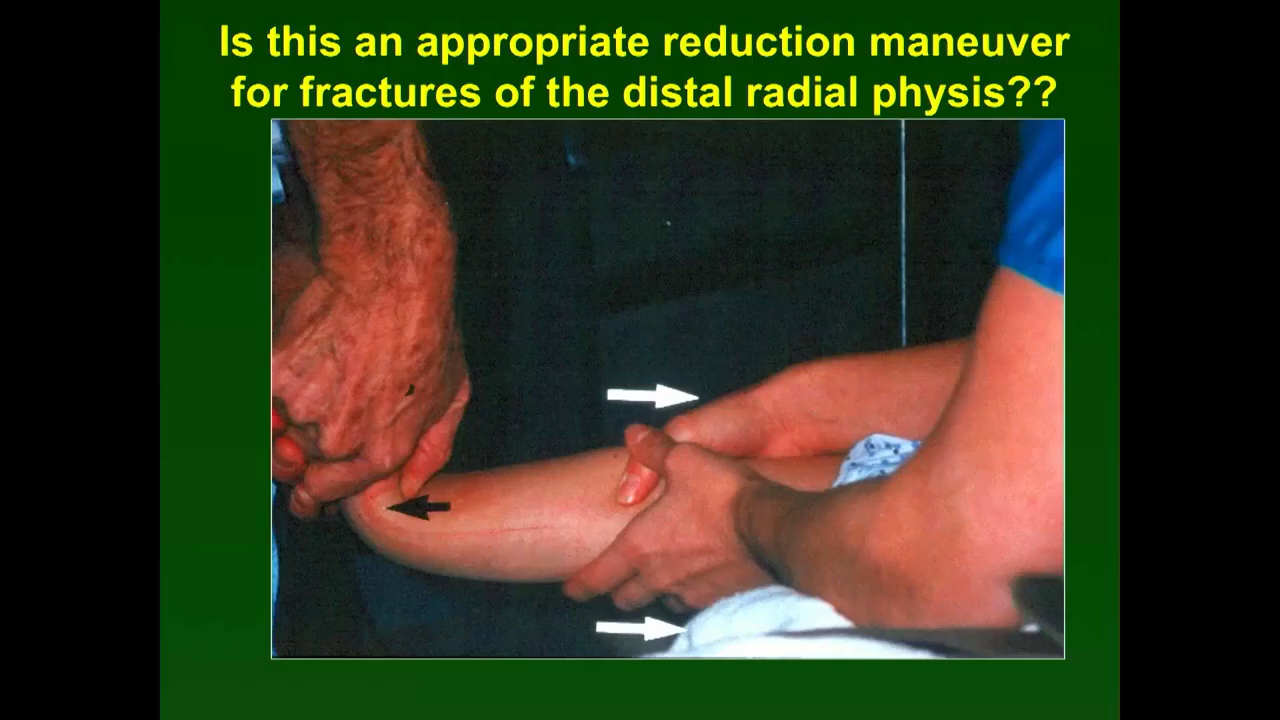 Is this an appropriate reduction maneuver
for fractures of the distal radial physis??